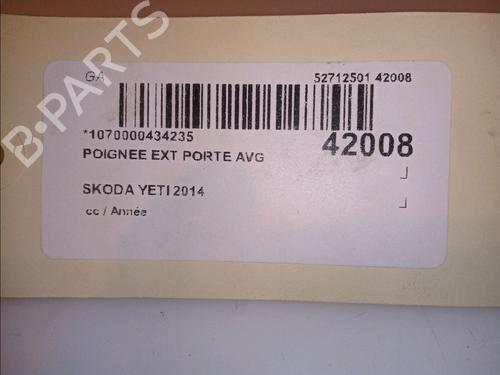 GA 52712501 42008
*1070000434235 42008
POIGNEE EXT PORTE AVG
SKODA YETI 2014
cc / Année
B-PARTS